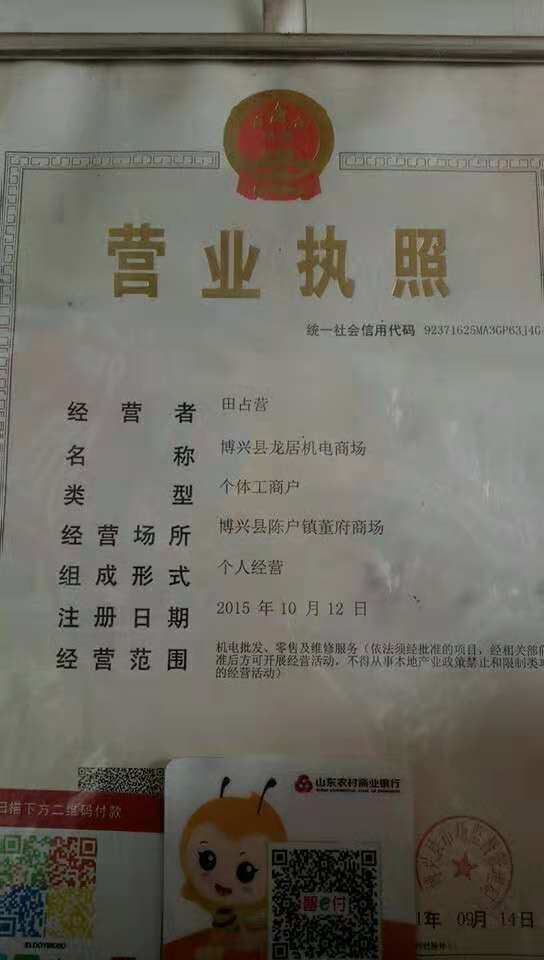 营业执照
统一社会信用代码 92371625MA3GP63J4G
经营者 田占营
名称 博兴县龙居机电商场
类型 个体工商户
经营场所 博兴县陈户镇董府商场
组成形式 个人经营
注册日期 2015 年 10 月 12 日
经营范围 机电批发、零售及维修服务（依法须经批准的项目，经相关部门
准后方可开展经营活动，不得从事本地产业政策禁止和限制类项
的经营活动）
山东农村商业银行
扫描下方二维码付款
智e付
1年 09月 14日